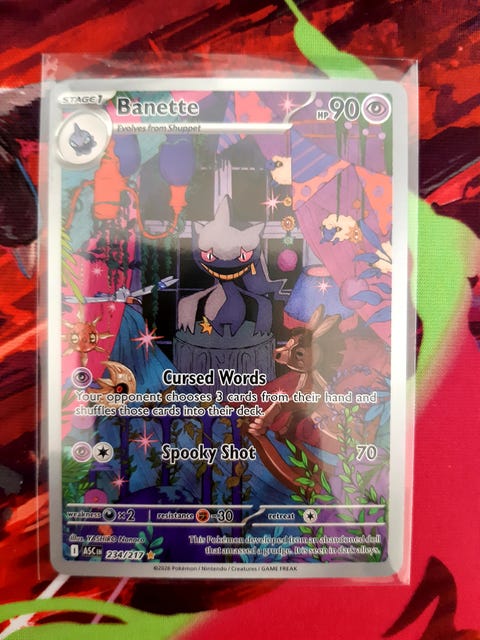 STAGE 1 Banette HP 90
Evolves from Shuppet
Cursed Words
Your opponent chooses 3 cards from their hand and
shuffles those cards into their deck.
Spooky Shot 70
weakness ×2 resistance -30 retreat
Illus. YASHIRO Nanaco
This Pokémon developed from an abandoned doll
that amassed a grudge. It is seen in dark alleys.
I ASC EN 234/217
©2026 Pokémon / Nintendo / Creatures / GAME FREAK